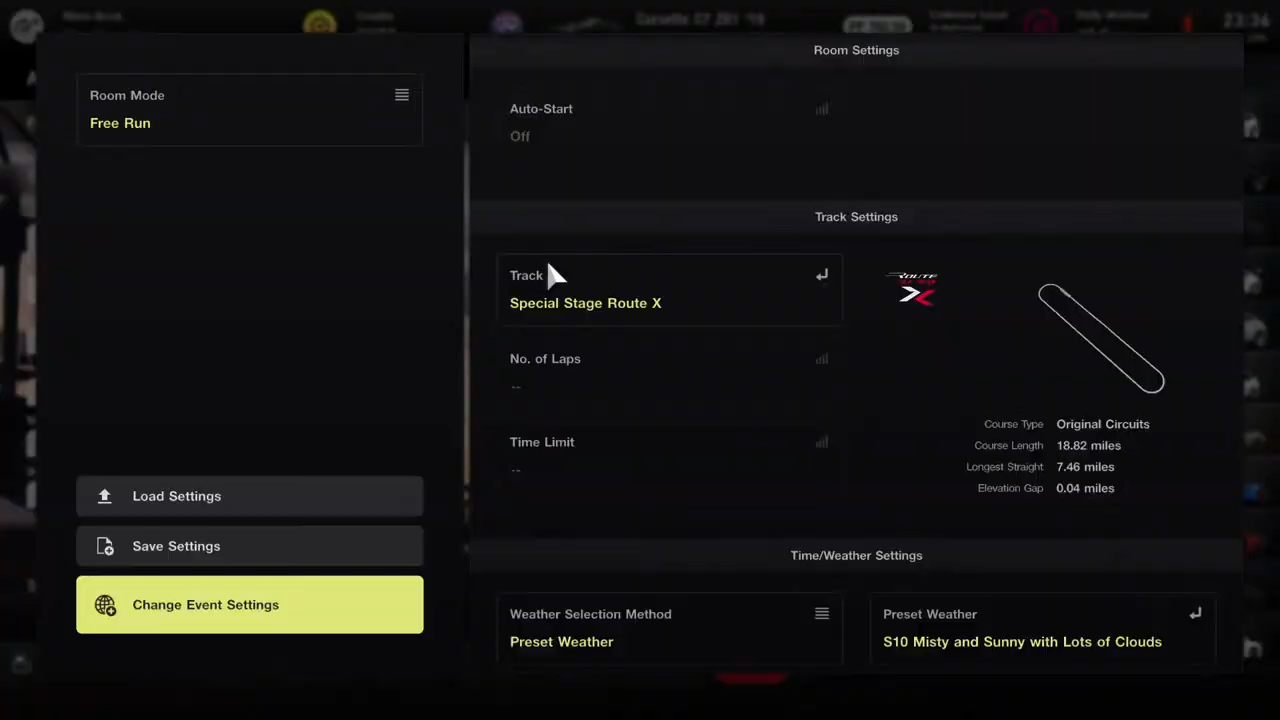 23:36
Room Mode
Free Run
Load Settings
Save Settings
Change Event Settings
Room Settings
Auto-Start
Off
Track Settings
Track
Special Stage Route X
No. of Laps
--
Time Limit
--
Course Type Original Circuits
Course Length 18.82 miles
Longest Straight 7.46 miles
Elevation Gap 0.04 miles
Time/Weather Settings
Weather Selection Method
Preset Weather
Preset Weather
S10 Misty and Sunny with Lots of Clouds